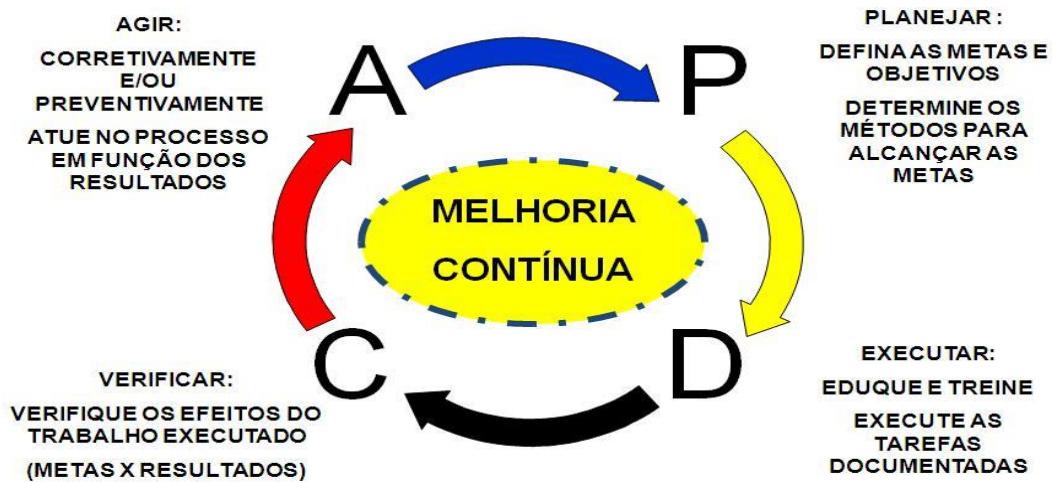 AGIR:
CORRETIVAMENTE
E/OU
PREVENTIVAMENTE
ATUE NO PROCESSO
EM FUNÇÃO DOS
RESULTADOS
A
P
PLANEJAR :
DEFINA AS METAS E
OBJETIVOS
DETERMINE OS
MÉTODOS PARA
ALCANÇAR AS
METAS
MELHORIA
CONTÍNUA
VERIFICAR:
VERIFIQUE OS EFEITOS DO
TRABALHO EXECUTADO
(METAS X RESULTADOS)
C
D
EXECUTAR:
EDUQUE E TREINE
EXECUTE AS
TAREFAS
DOCUMENTADAS